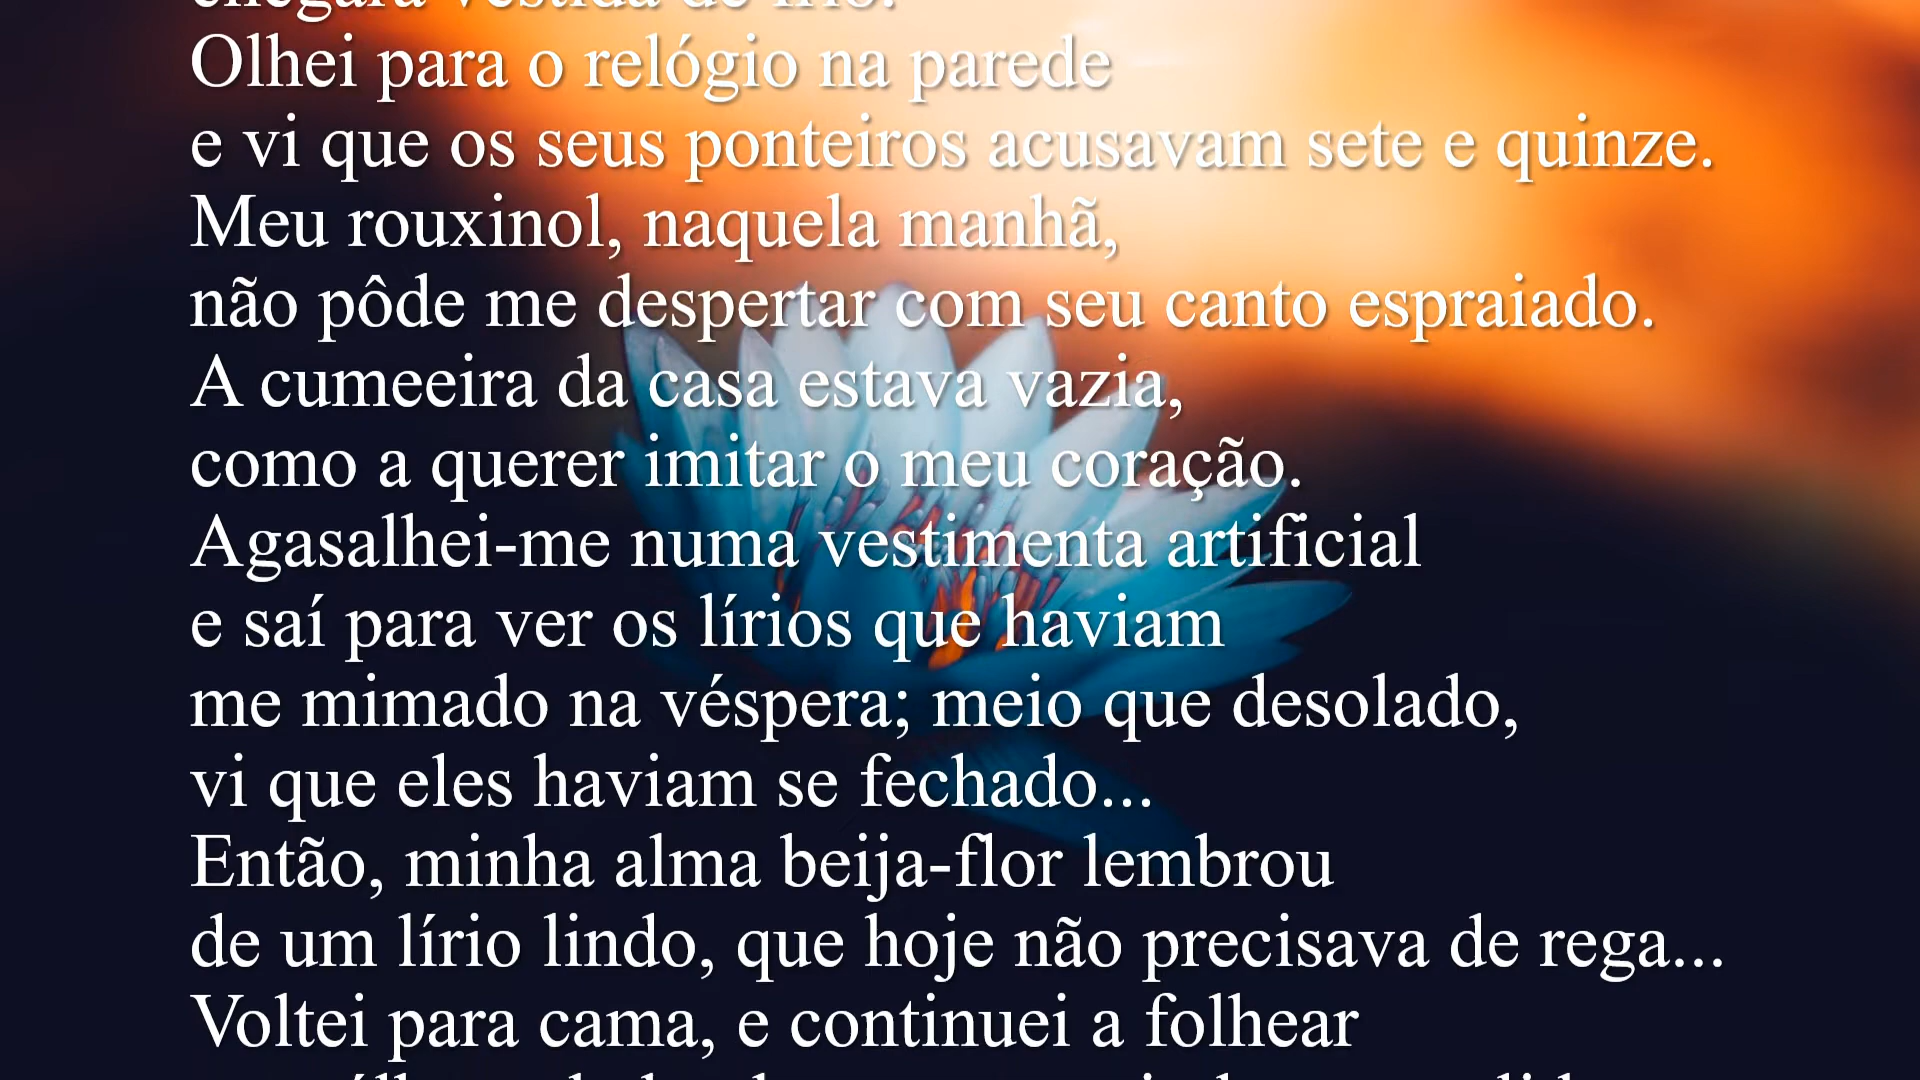 chegara vestida de frio.
Olhei para o relógio na parede
e vi que os seus ponteiros acusavam sete e quinze.
Meu rouxinol, naquela manhã,
não pôde me despertar com seu canto espraiado.
A cumeeira da casa estava vazia,
como a querer imitar o meu coração.
Agasalhei-me numa vestimenta artificial
e saí para ver os lírios que haviam
me mimado na véspera; meio que desolado,
vi que eles haviam se fechado...
Então, minha alma beija-flor lembrou
de um lírio lindo, que hoje não precisava de rega...
Voltei para cama, e continuei a folhear